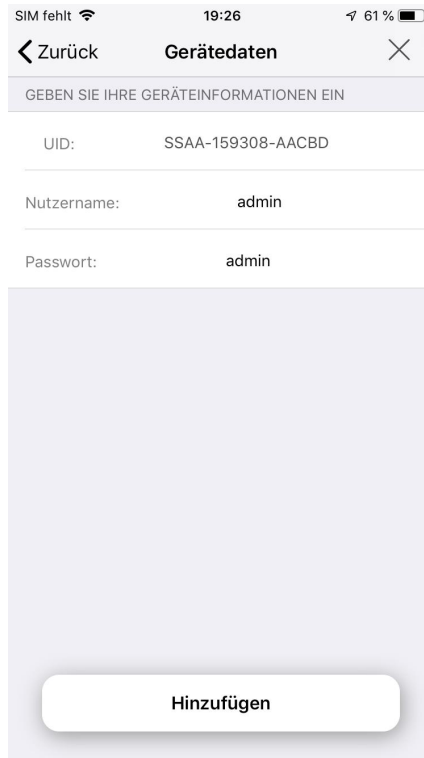 SIM fehlt 19:26 61 %
Zurück Gerätedaten
GEBEN SIE IHRE GERÄTEINFORMATIONEN EIN
UID: SSAA-159308-AACBD
Nutzername: admin
Passwort: admin
Hinzufügen